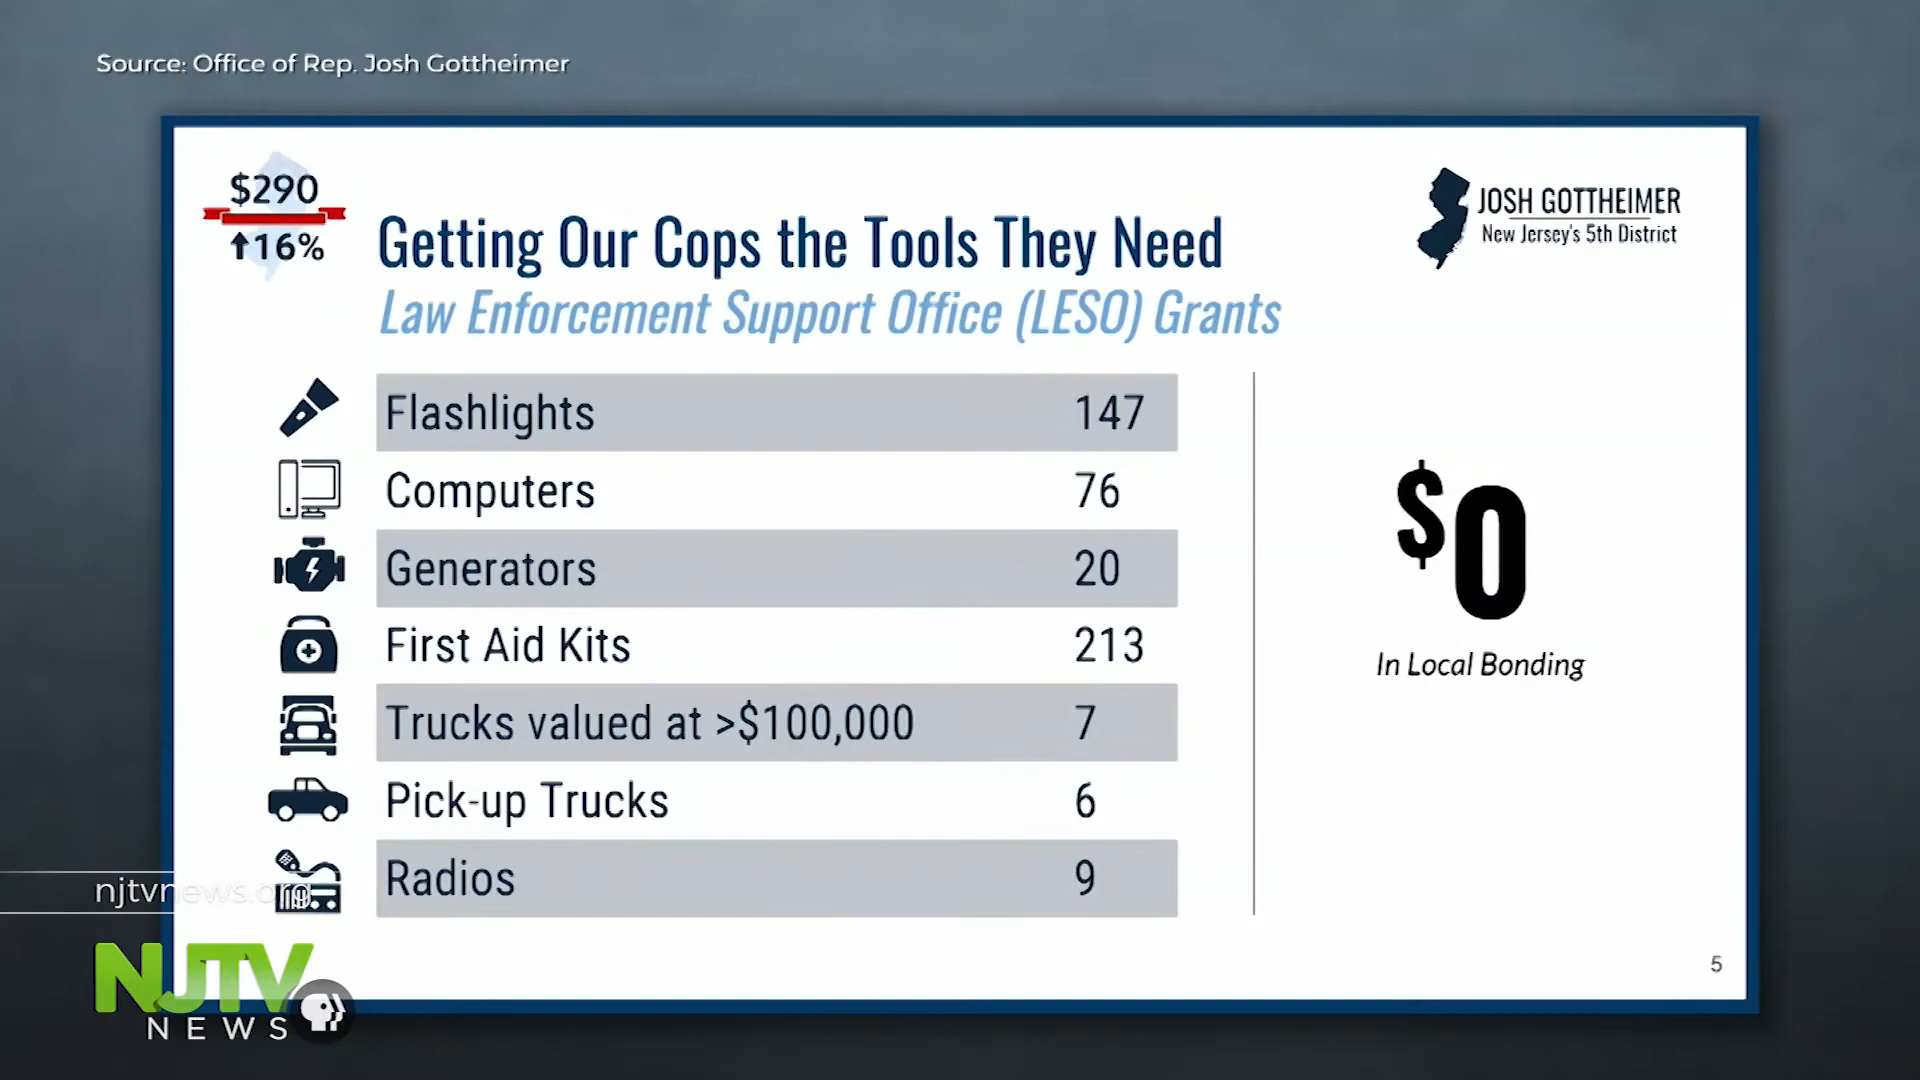 Source: Office of Rep. Josh Gottheimer
$290
↑16%
Getting Our Cops the Tools They Need
Law Enforcement Support Office (LESO) Grants
JOSH GOTTHEIMER
New Jersey's 5th District
Flashlights 147
Computers 76
Generators 20
First Aid Kits 213
Trucks valued at >$100,000 7
Pick-up Trucks 6
Radios 9
$0
In Local Bonding
njtvnews.org
NJTV
NEWS
5